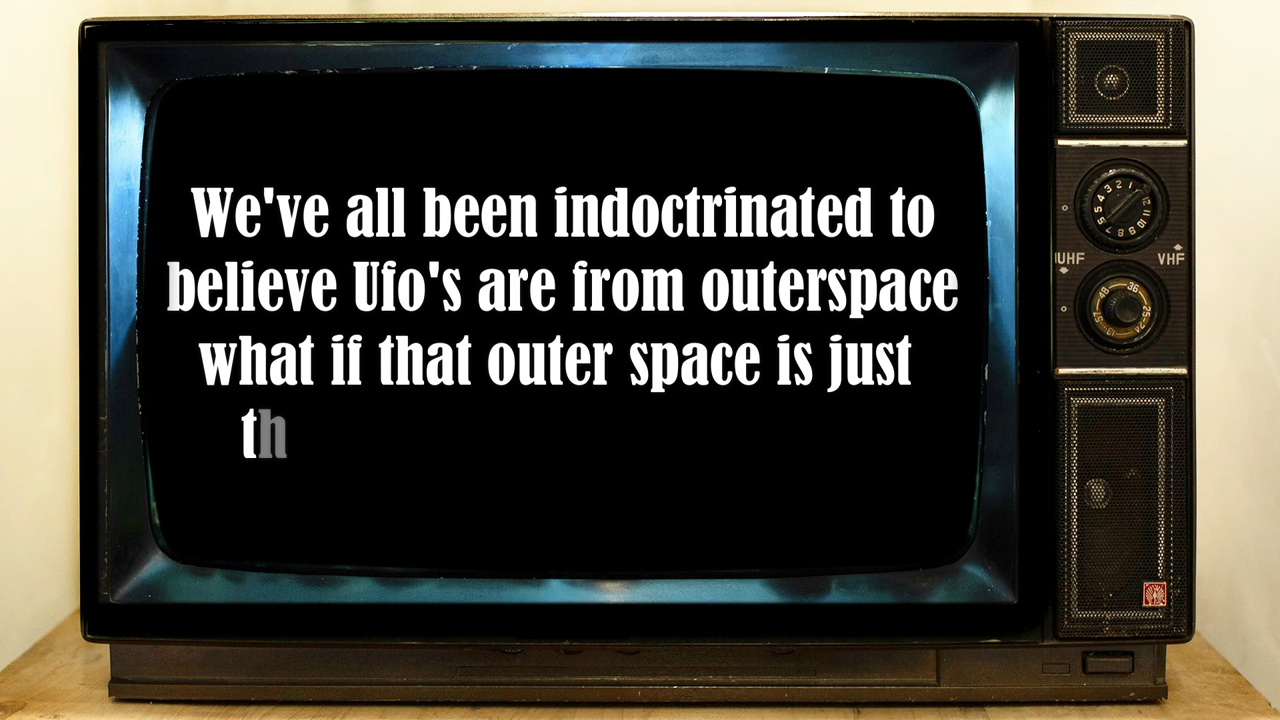 We've all been indoctrinated to
believe Ufo's are from outerspace
what if that outer space is just
th
UHF
VHF